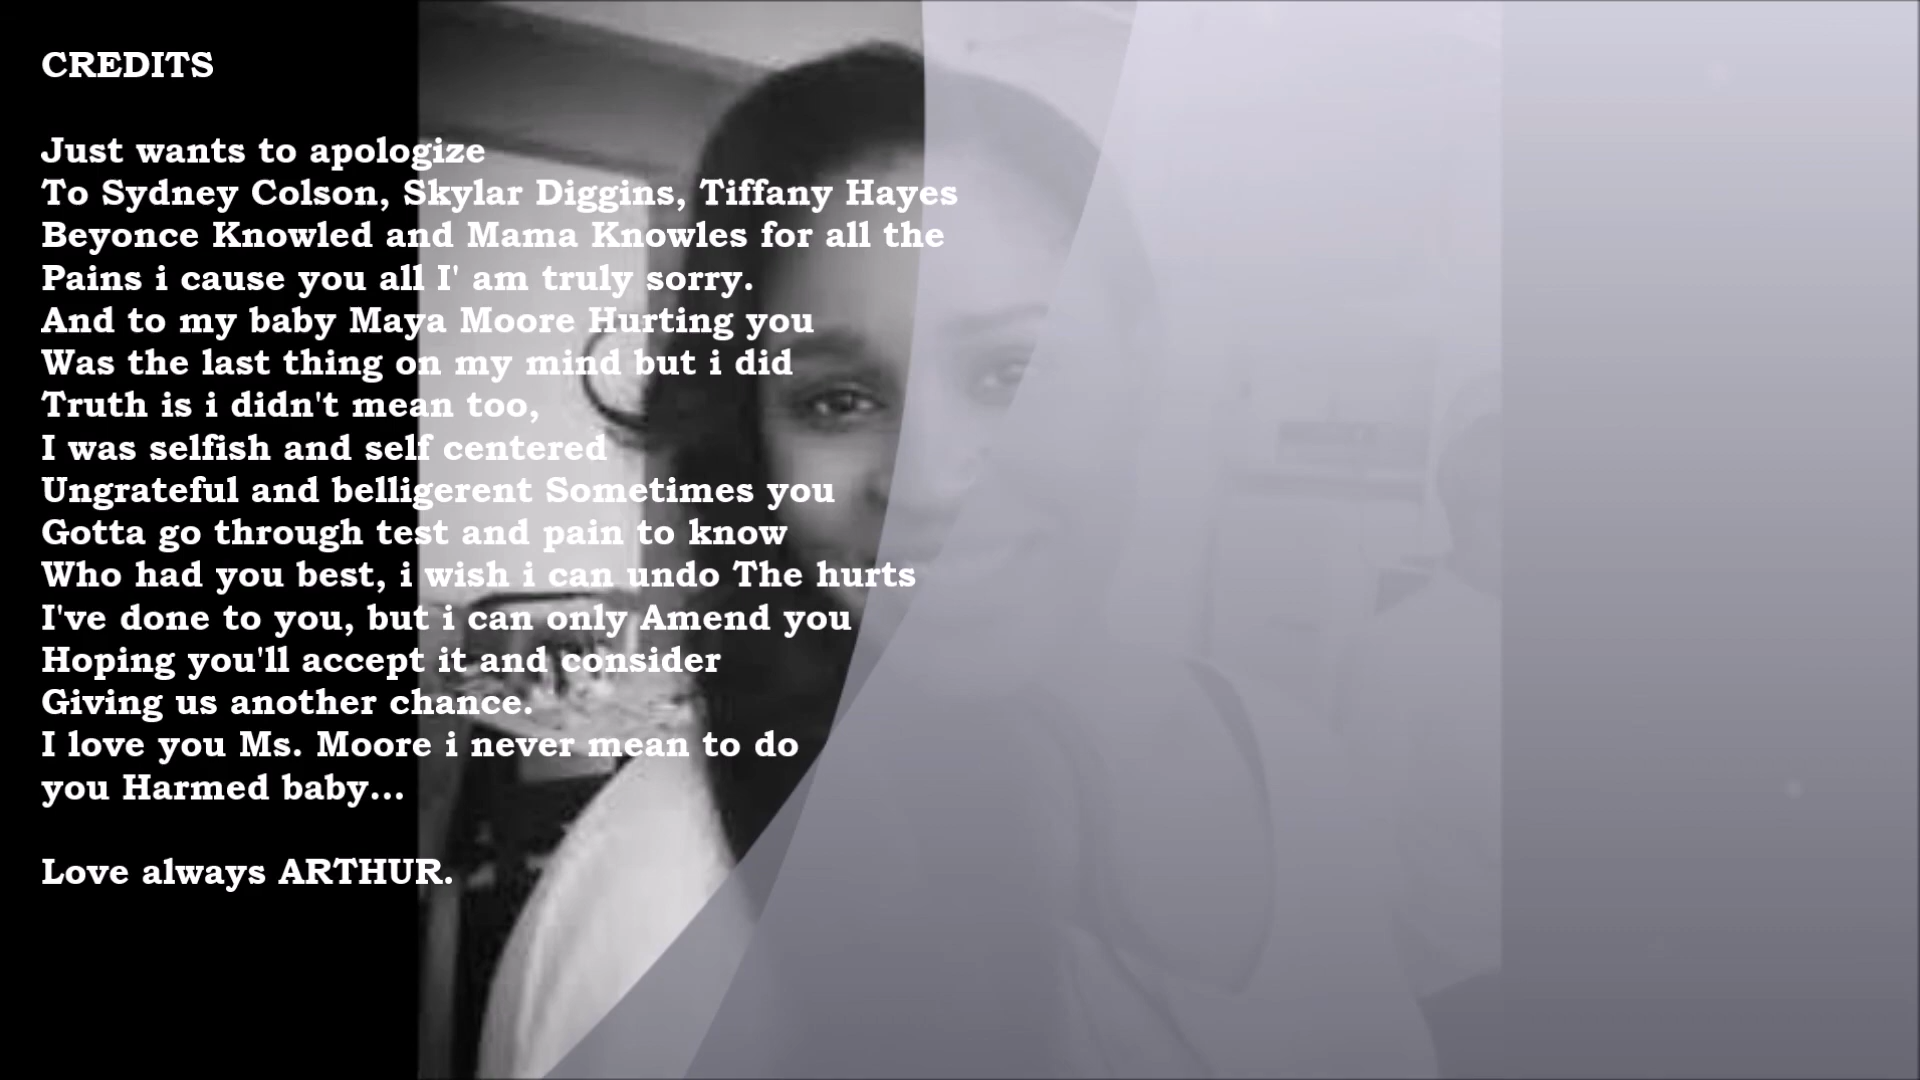 CREDITS
Just wants to apologize
To Sydney Colson, Skylar Diggins, Tiffany Hayes
Beyonce Knowled and Mama Knowles for all the
Pains i cause you all I' am truly sorry.
And to my baby Maya Moore Hurting you
Was the last thing on my mind but i did
Truth is i didn't mean too,
I was selfish and self centered
Ungrateful and belligerent Sometimes you
Gotta go through test and pain to know
Who had you best, i wish i can undo The hurts
I've done to you, but i can only Amend you
Hoping you'll accept it and consider
Giving us another chance.
I love you Ms. Moore i never mean to do
you Harmed baby...
Love always ARTHUR.